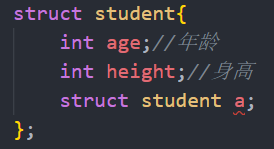 struct student{
int age;//年龄
int height;//身高
struct student a;
};